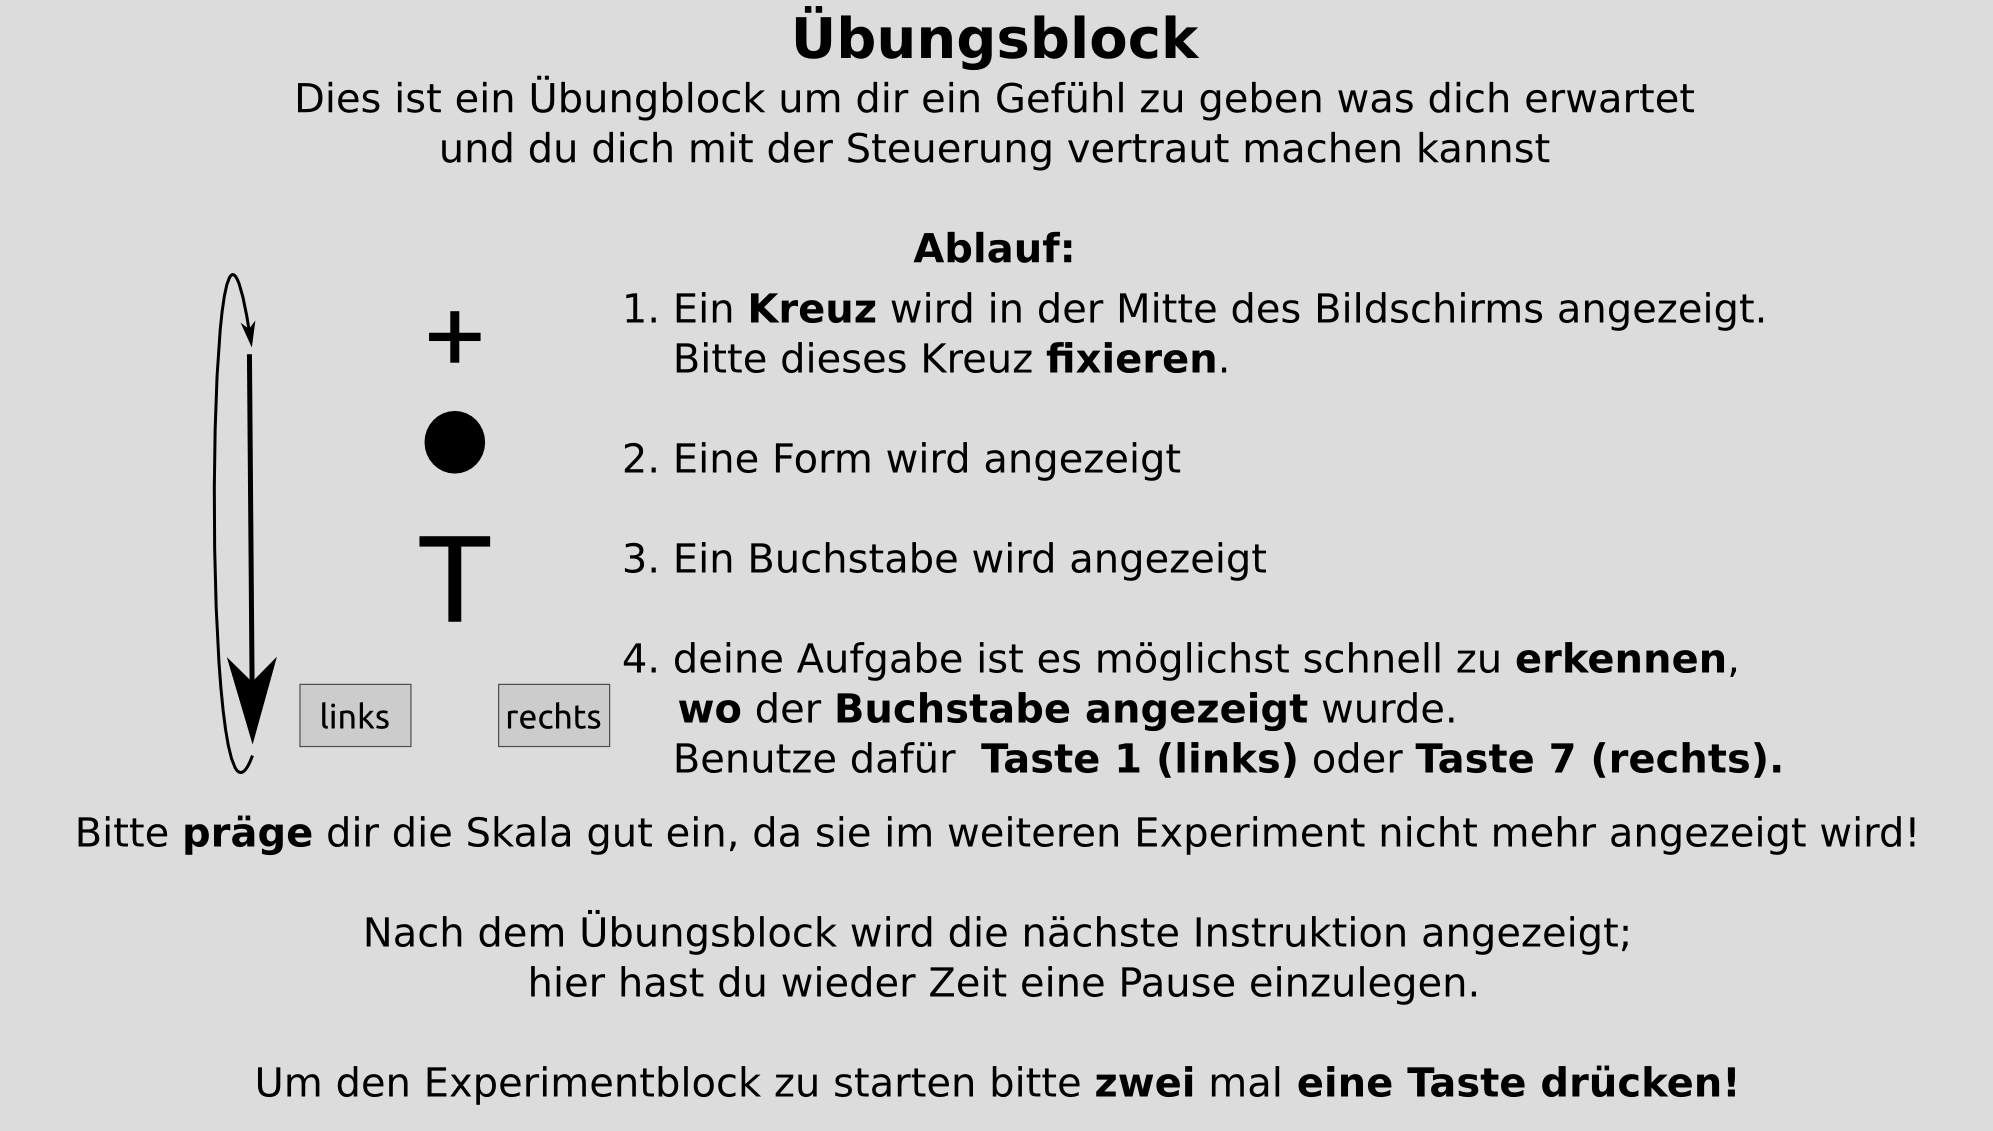 Übungsblock
Dies ist ein Übungblock um dir ein Gefühl zu geben was dich erwartet
und du dich mit der Steuerung vertraut machen kannst
Ablauf:
1. Ein Kreuz wird in der Mitte des Bildschirms angezeigt.
Bitte dieses Kreuz fixieren.
2. Eine Form wird angezeigt
T
3. Ein Buchstabe wird angezeigt
4. deine Aufgabe ist es möglichst schnell zu erkennen,
wo der Buchstabe angezeigt wurde.
links
rechts
Benutze dafür Taste 1 (links) oder Taste 7 (rechts).
Bitte präge dir die Skala gut ein, da sie im weiteren Experiment nicht mehr angezeigt wird!
Nach dem Übungsblock wird die nächste Instruktion angezeigt;
hier hast du wieder Zeit eine Pause einzulegen.
Um den Experimentblock zu starten bitte zwei mal eine Taste drücken!